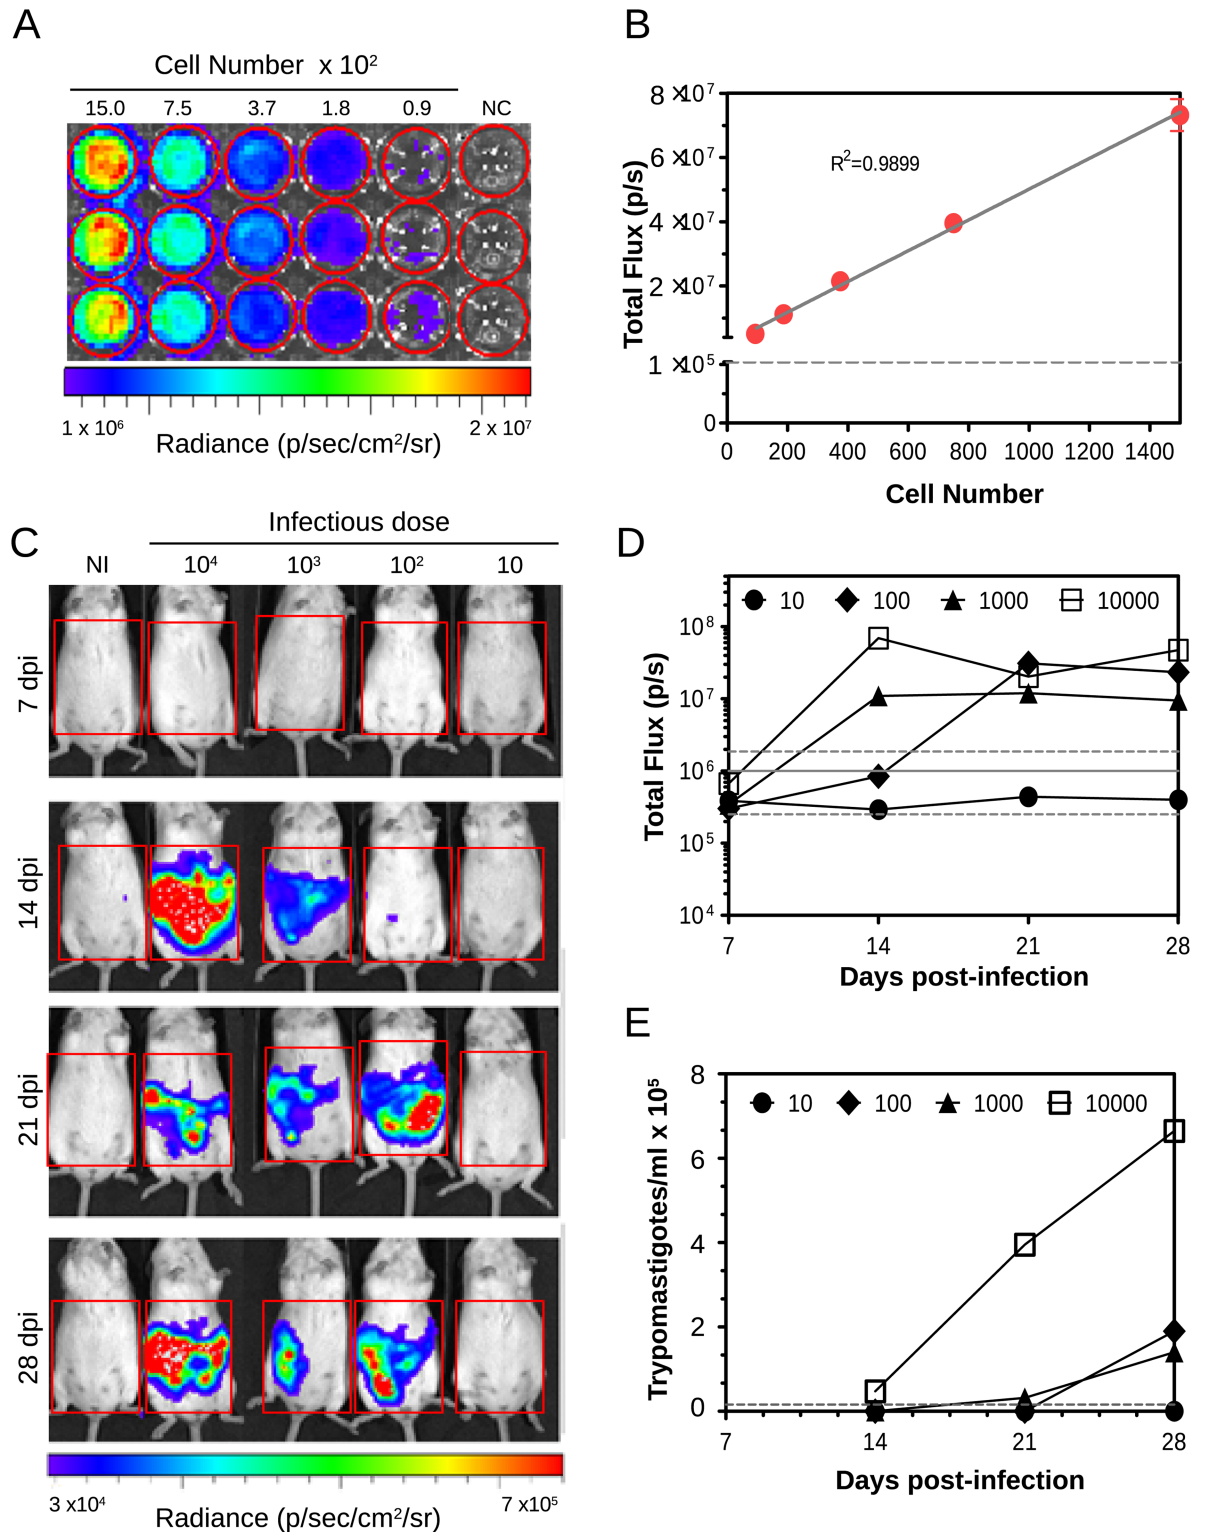 A
Cell Number x 10²
15.0 7.5 3.7 1.8 0.9 NC
1 x 10⁶ 2 x 10⁷
Radiance (p/sec/cm²/sr)
B
Total Flux (p/s)
8 ×10⁷
6 ×10⁷
4 ×10⁷
2 ×10⁷
1 ×10⁵
0
R²=0.9899
0 200 400 600 800 1000 1200 1400
Cell Number
C
Infectious dose
NI 10⁴ 10³ 10² 10
7 dpi
14 dpi
21 dpi
28 dpi
3 x10⁴ 7 x10⁵
Radiance (p/sec/cm²/sr)
D
Total Flux (p/s)
10 100 1000 10000
10⁸
10⁷
10⁶
10⁵
10⁴
7 14 21 28
Days post-infection
E
Trypomastigotes/ml x 10⁵
10 100 1000 10000
8
6
4
2
0
7 14 21 28
Days post-infection